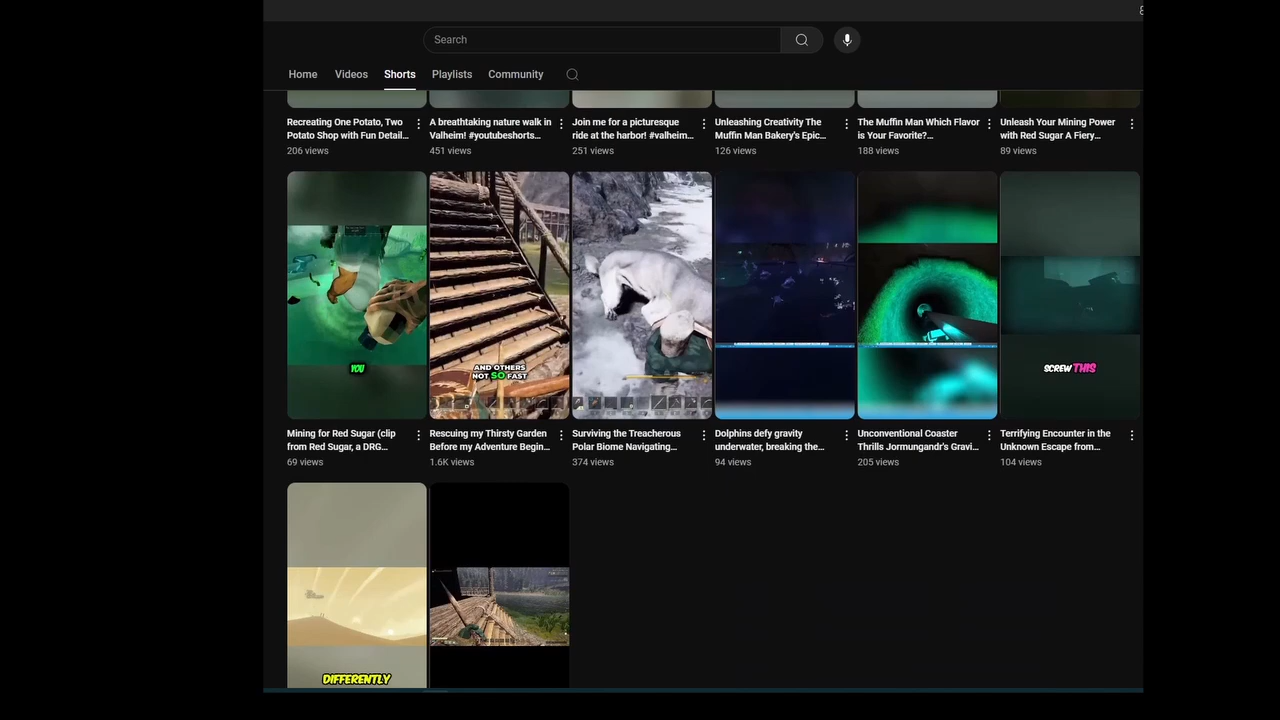 Search
Home
Videos
Shorts
Playlists
Community
Recreating One Potato, Two
Potato Shop with Fun Detail...
206 views
A breathtaking nature walk in
Valheim! #youtubeshorts...
451 views
Join me for a picturesque
ride at the harbor! #valheim...
251 views
Unleashing Creativity The
Muffin Man Bakery's Epic...
126 views
The Muffin Man Which Flavor
is Your Favorite?...
188 views
Unleash Your Mining Power
with Red Sugar A Fiery...
89 views
YOU
AND OTHERS
NOT SO FAST
SCREW THIS
Mining for Red Sugar (clip
from Red Sugar, a DRG...
69 views
Rescuing my Thirsty Garden
Before my Adventure Begin...
1.6K views
Surviving the Treacherous
Polar Biome Navigating...
374 views
Dolphins defy gravity
underwater, breaking the...
94 views
Unconventional Coaster
Thrills Jormungandr's Gravi...
205 views
Terrifying Encounter in the
Unknown Escape from...
104 views
DIFFERENTLY